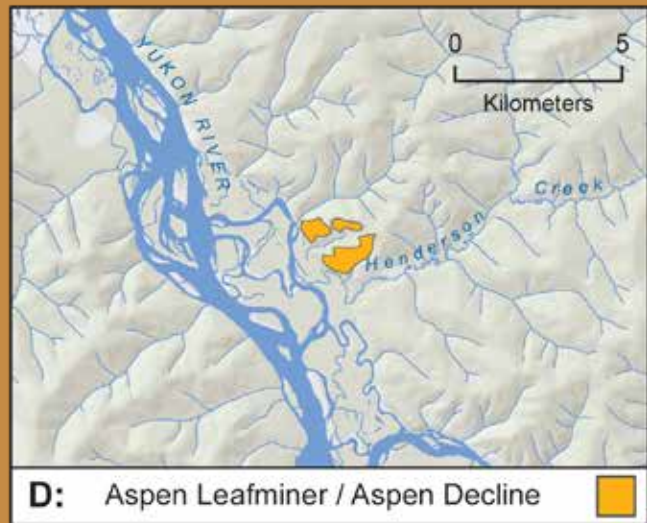 YUKON RIVER
0 5
Kilometers
Creek
Henderson
D: Aspen Leafminer / Aspen Decline